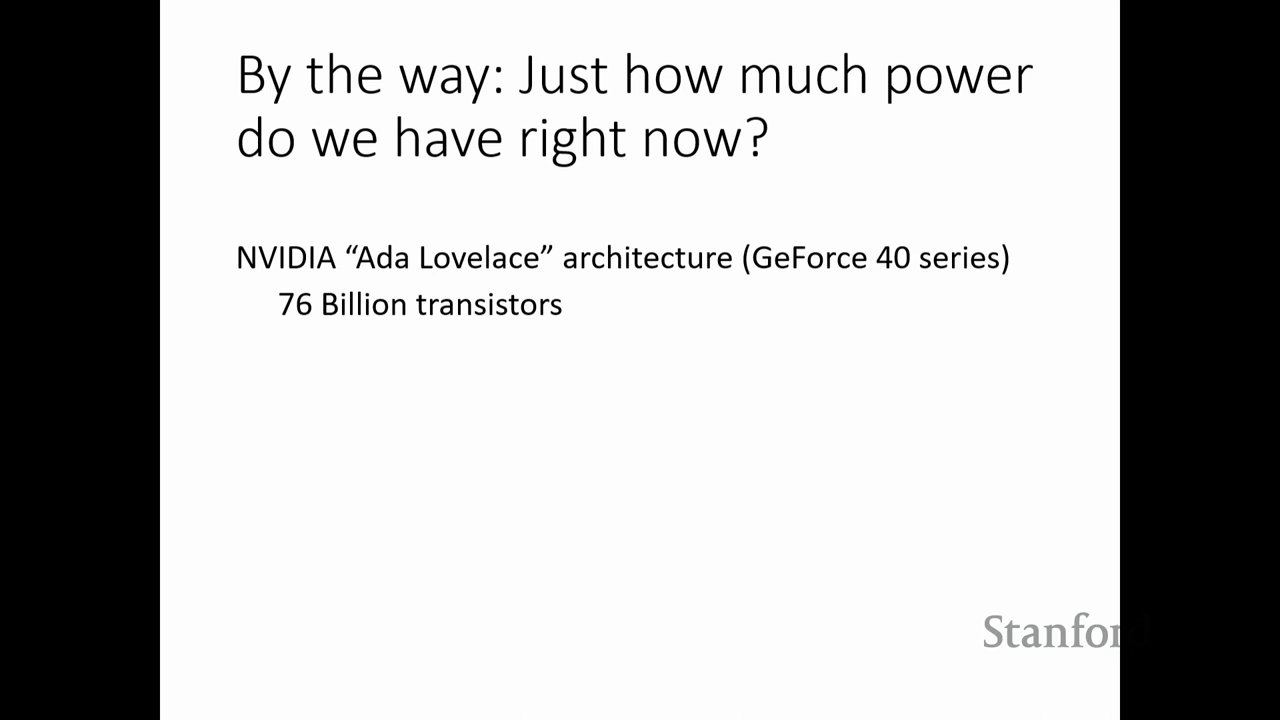 By the way: Just how much power
do we have right now?
NVIDIA “Ada Lovelace” architecture (GeForce 40 series)
76 Billion transistors
Stanford